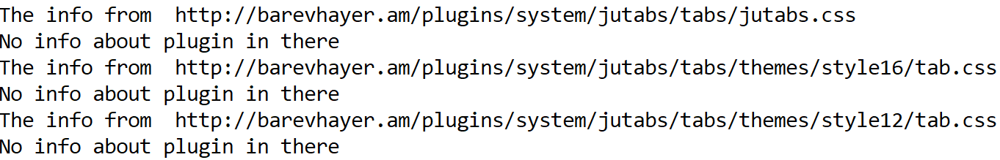 The info from  http://barevhayer.am/plugins/system/jutabs/tabs/jutabs.css
No info about plugin in there
The info from  http://barevhayer.am/plugins/system/jutabs/tabs/themes/style16/tab.css
No info about plugin in there
The info from  http://barevhayer.am/plugins/system/jutabs/tabs/themes/style12/tab.css
No info about plugin in there